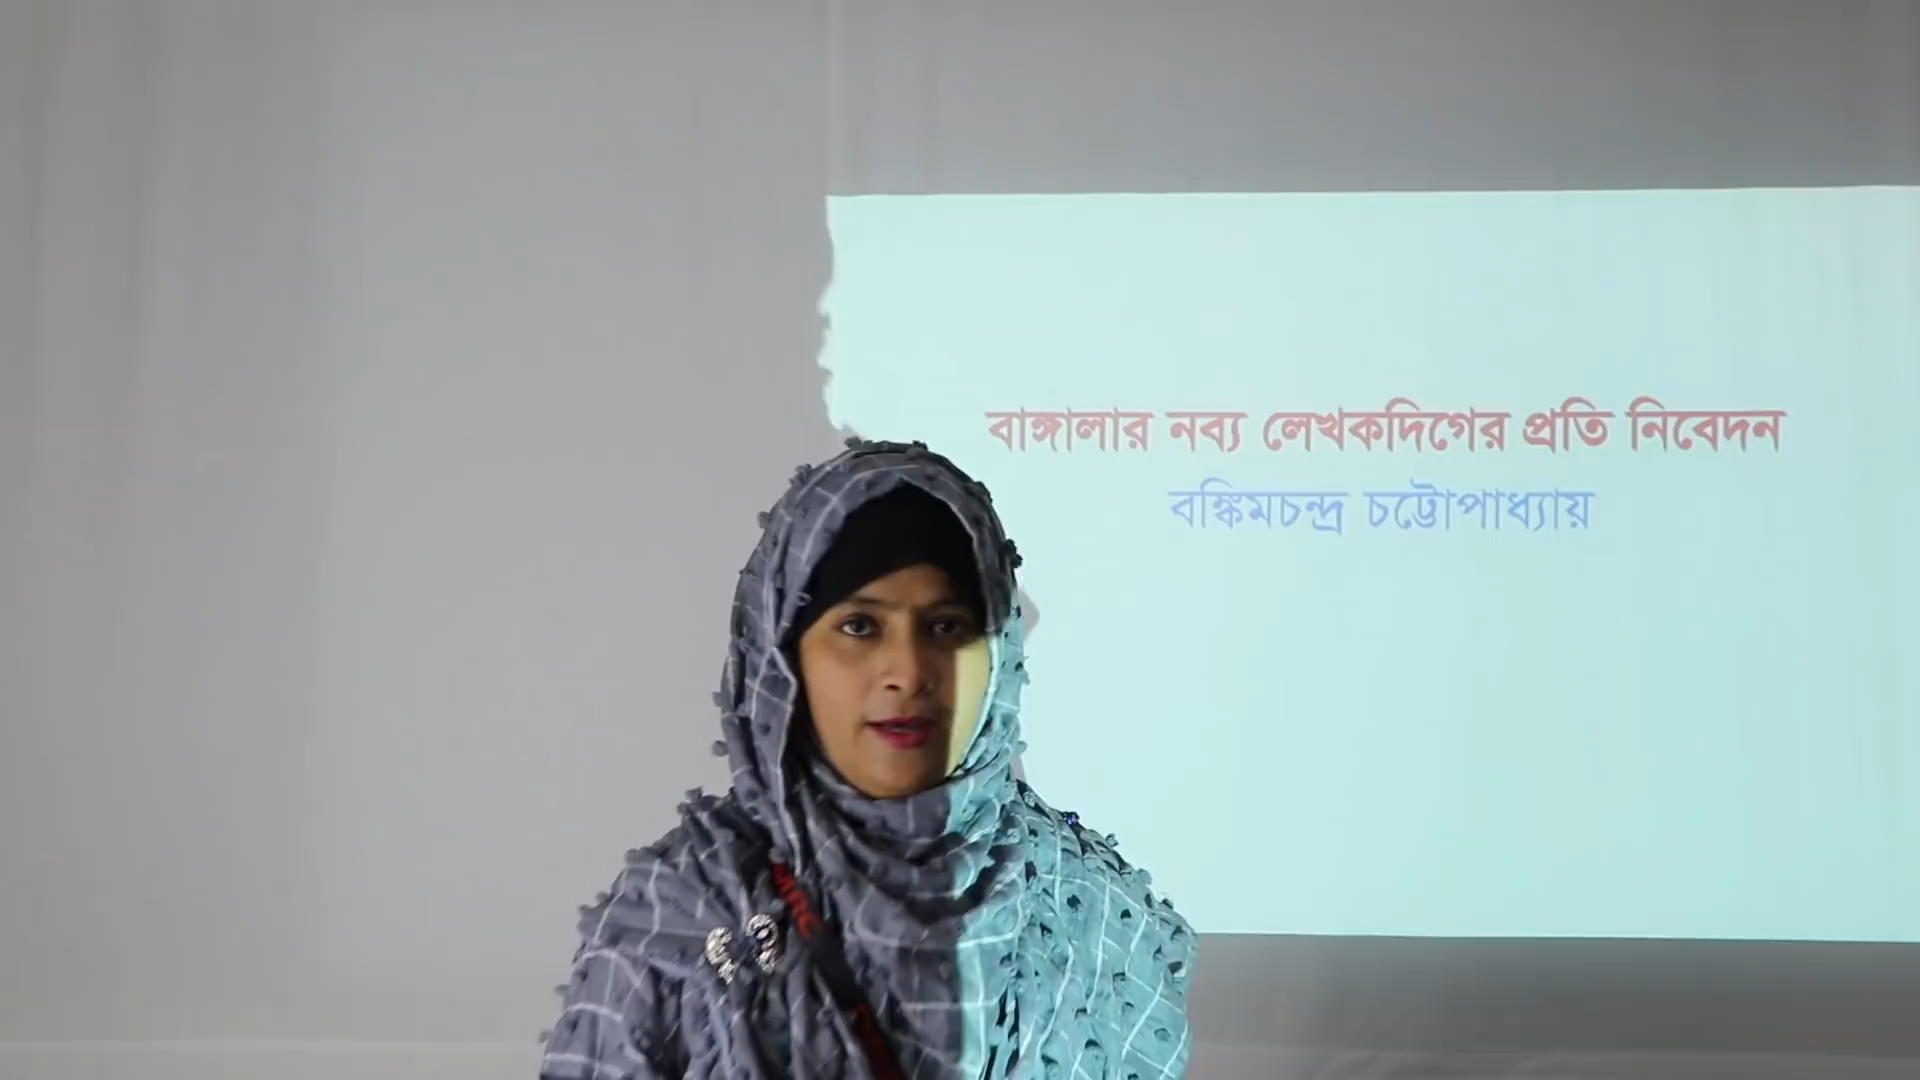 বাঙ্গালার নব্য লেখকদিগের প্রতি নিবেদন
বঙ্কিমচন্দ্র চট্টোপাধ্যায়